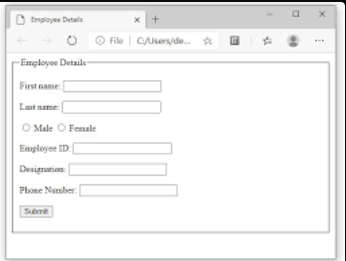 Employee Details
File | C:/Users/de...
Employee Details
First name:
Last name:
Male Female
Employee ID:
Designation:
Phone Number:
Submit